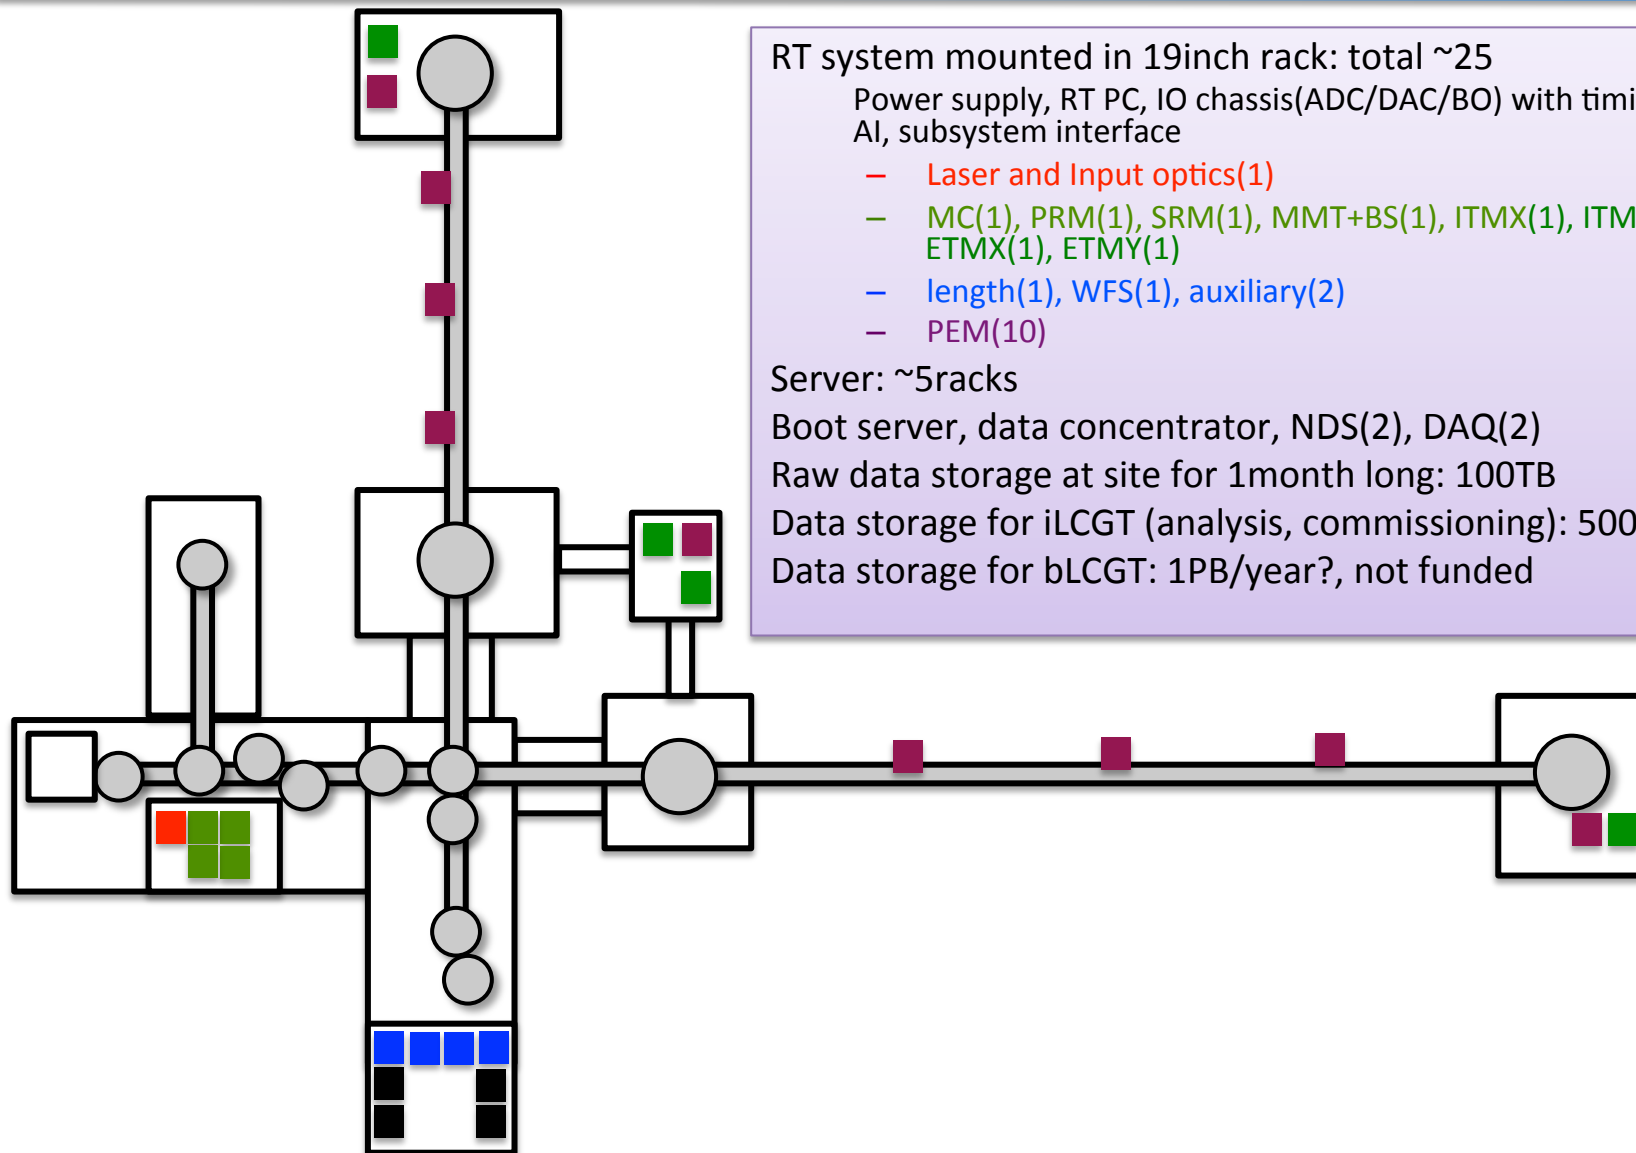 RT system mounted in 19inch rack: total ~25
Power supply, RT PC, IO chassis(ADC/DAC/BO) with timi
AI, subsystem interface
– Laser and Input optics(1)
– MC(1), PRM(1), SRM(1), MMT+BS(1), ITMX(1), ITM
ETMX(1), ETMY(1)
– length(1), WFS(1), auxiliary(2)
– PEM(10)
Server: ~5racks
Boot server, data concentrator, NDS(2), DAQ(2)
Raw data storage at site for 1month long: 100TB
Data storage for iLCGT (analysis, commissioning): 500
Data storage for bLCGT: 1PB/year?, not funded